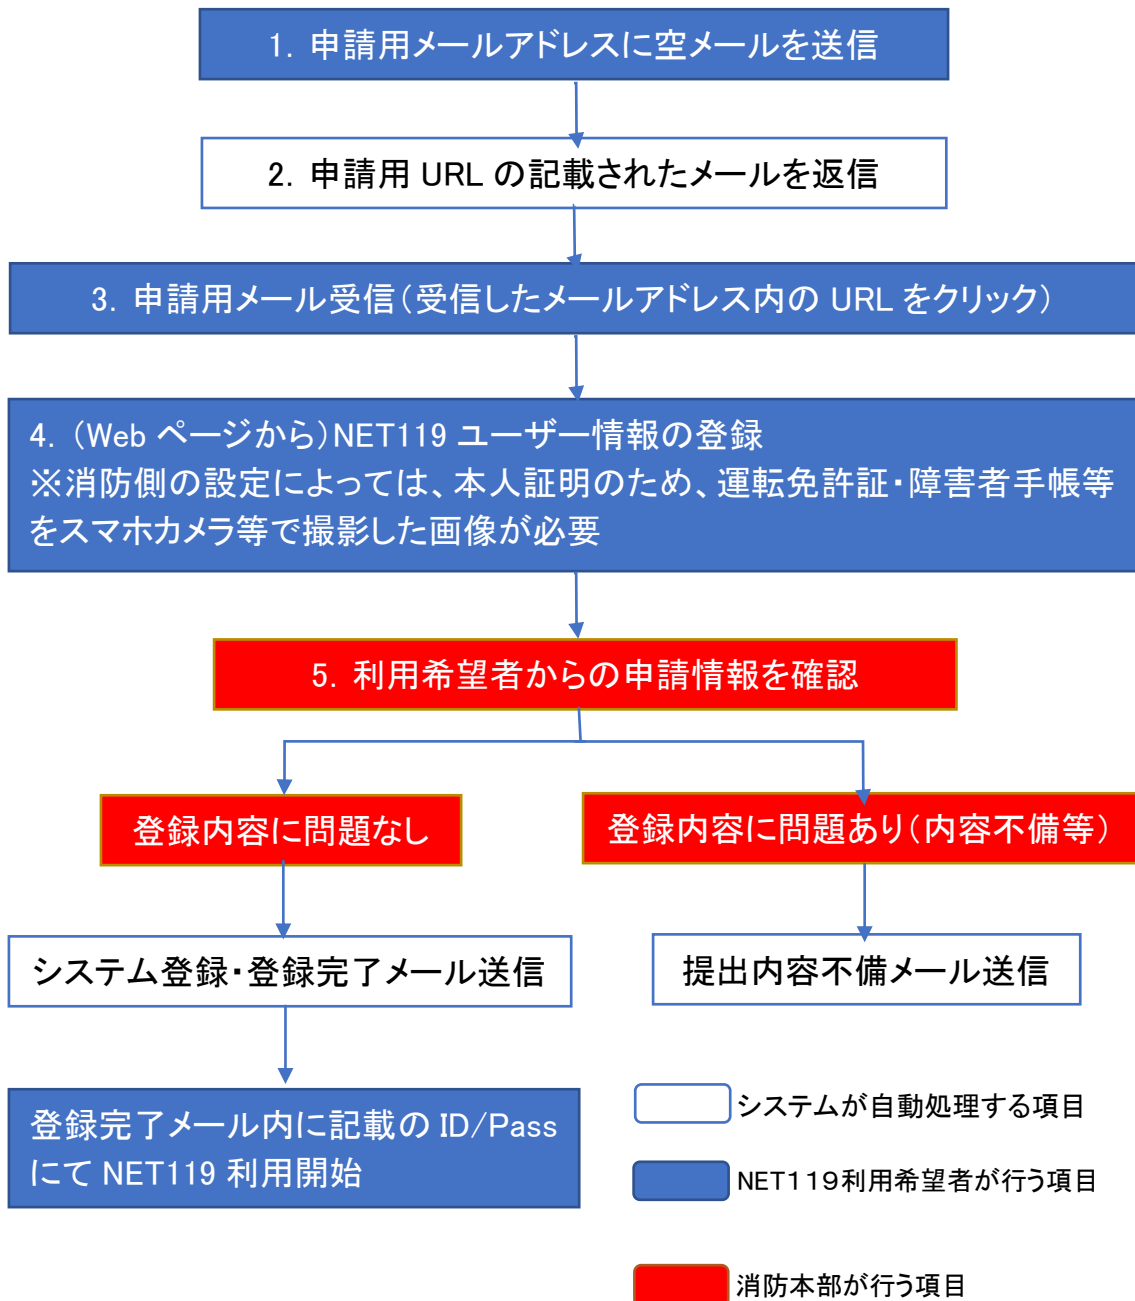 1. 申請用メールアドレスに空メールを送信
2. 申請用 URL の記載されたメールを返信
3. 申請用メール受信（受信したメールアドレス内の URL をクリック）
4. （Web ページから）NET119 ユーザー情報の登録
※消防側の設定によっては、本人証明のため、運転免許証・障害者手帳等
をスマホカメラ等で撮影した画像が必要
5. 利用希望者からの申請情報を確認
登録内容に問題なし
登録内容に問題あり（内容不備等）
システム登録・登録完了メール送信
提出内容不備メール送信
登録完了メール内に記載の ID/Pass
にて NET119 利用開始
システムが自動処理する項目
NET１１９利用希望者が行う項目
消防本部が行う項目